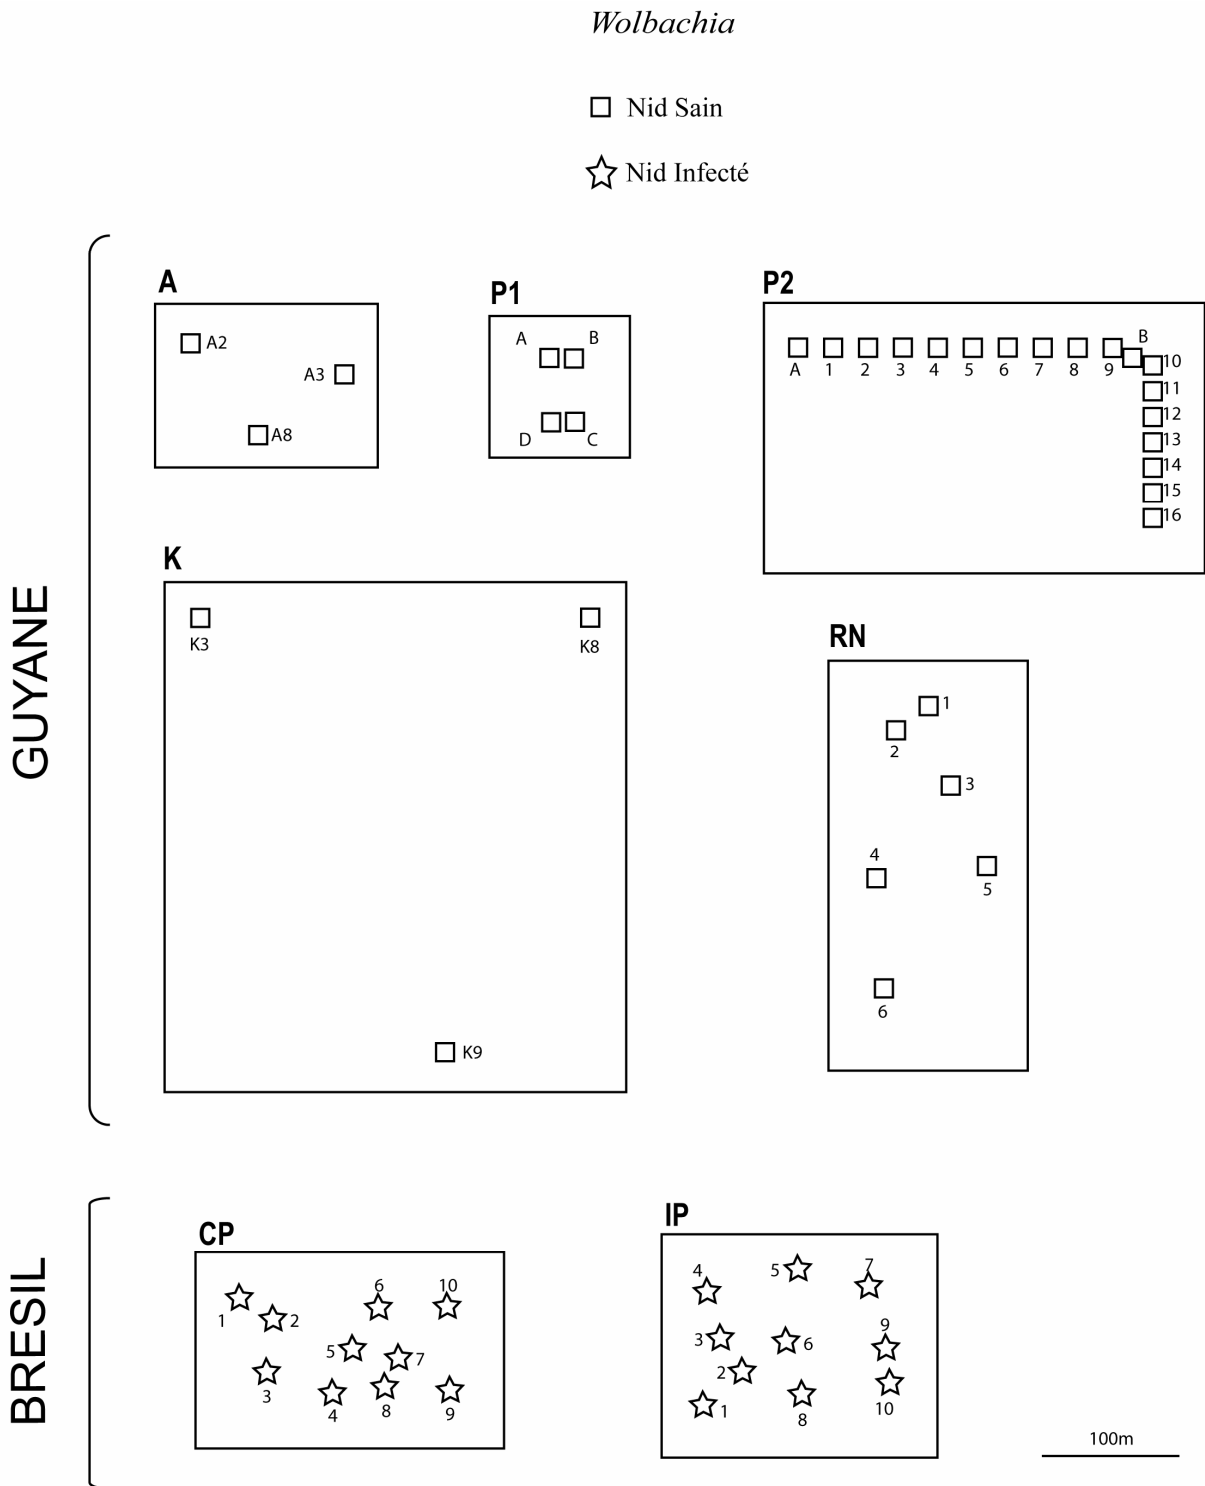 Wolbachia
Nid Sain
Nid Infecté
GUYANE
A
A2
A3
A8
P1
A B
D C
P2
B
A 1 2 3 4 5 6 7 8 9
10
11
12
13
14
15
16
K
K3 K8
K9
RN
1
2
3
4
5
6
BRESIL
CP
6 10
1 2
5 7
3
4 8 9
IP
4 5 7
3 6 9
2
1 8 10
100m